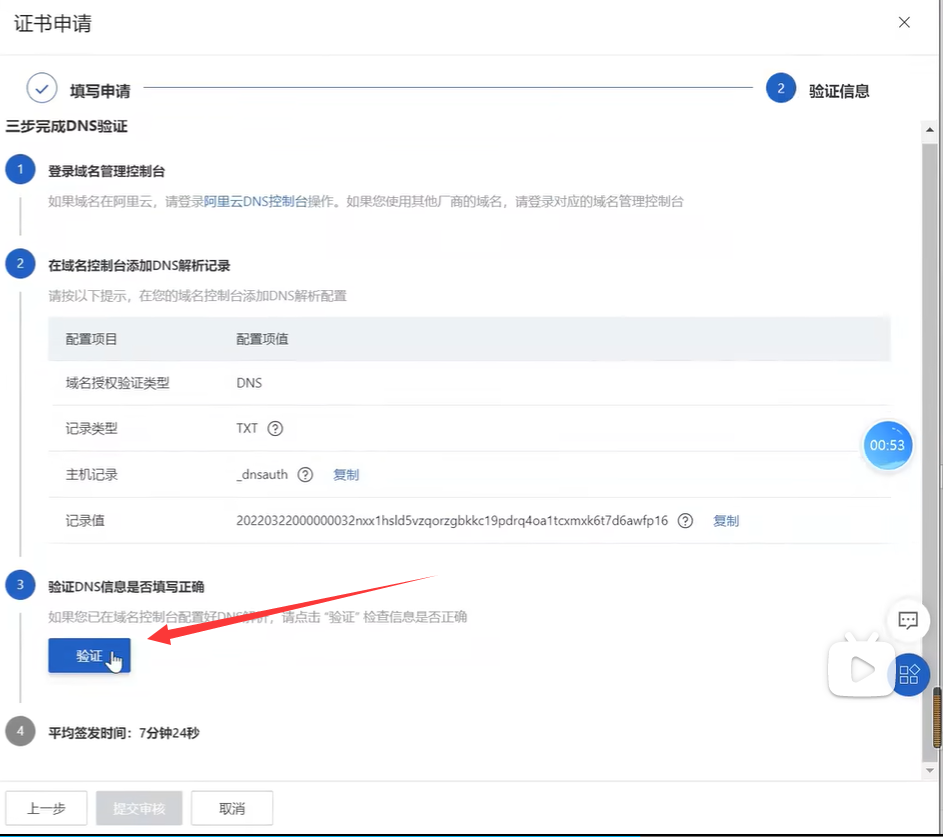 证书申请
填写申请
2 验证信息
三步完成DNS验证
1 登录域名管理控制台
如果域名在阿里云，请登录阿里云DNS控制台操作。如果您使用其他厂商的域名，请登录对应的域名管理控制台
2 在域名控制台添加DNS解析记录
请按以下提示，在您的域名控制台添加DNS解析配置
配置项目 配置项值
域名授权验证类型 DNS
记录类型 TXT ?
00:53
主机记录 _dnsauth ? 复制
记录值 20220322000000032nxx1hsld5vzqorzgbkkc19pdrq4oa1tcxmxk6t7d6awfp16 ? 复制
3 验证DNS信息是否填写正确
如果您已在域名控制台配置好DNS解析，请点击 “验证” 检查信息是否正确
验证
4 平均签发时间：7分钟24秒
上一步 提交审核 取消